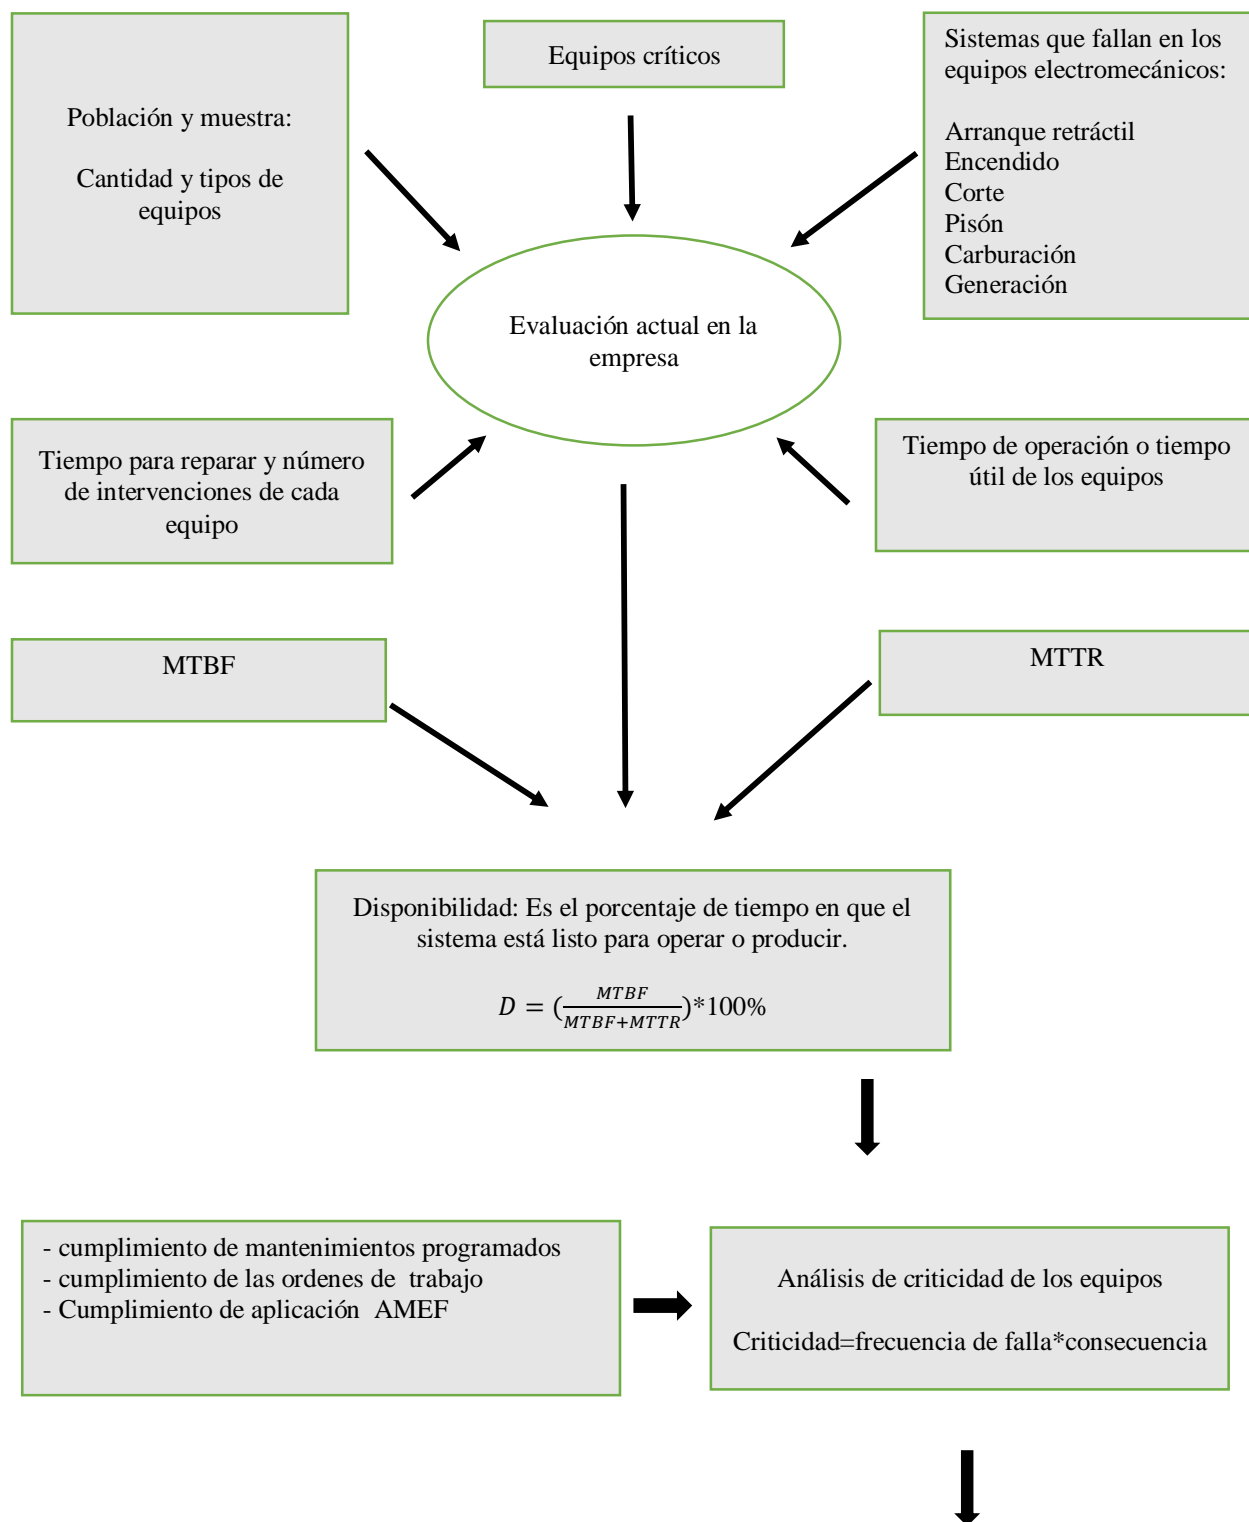 Población y muestra:
Cantidad y tipos de
equipos
Equipos críticos
Sistemas que fallan en los
equipos electromecánicos:
Arranque retráctil
Encendido
Corte
Pisón
Carburación
Generación
Evaluación actual en la
empresa
Tiempo para reparar y número
de intervenciones de cada
equipo
Tiempo de operación o tiempo
útil de los equipos
MTBF
MTTR
Disponibilidad: Es el porcentaje de tiempo en que el
sistema está listo para operar o producir.
D = (MTBF/MTBF+MTTR)*100%
- cumplimiento de mantenimientos programados
- cumplimiento de las ordenes de  trabajo
- Cumplimiento de aplicación  AMEF
Análisis de criticidad de los equipos
Criticidad=frecuencia de falla*consecuencia